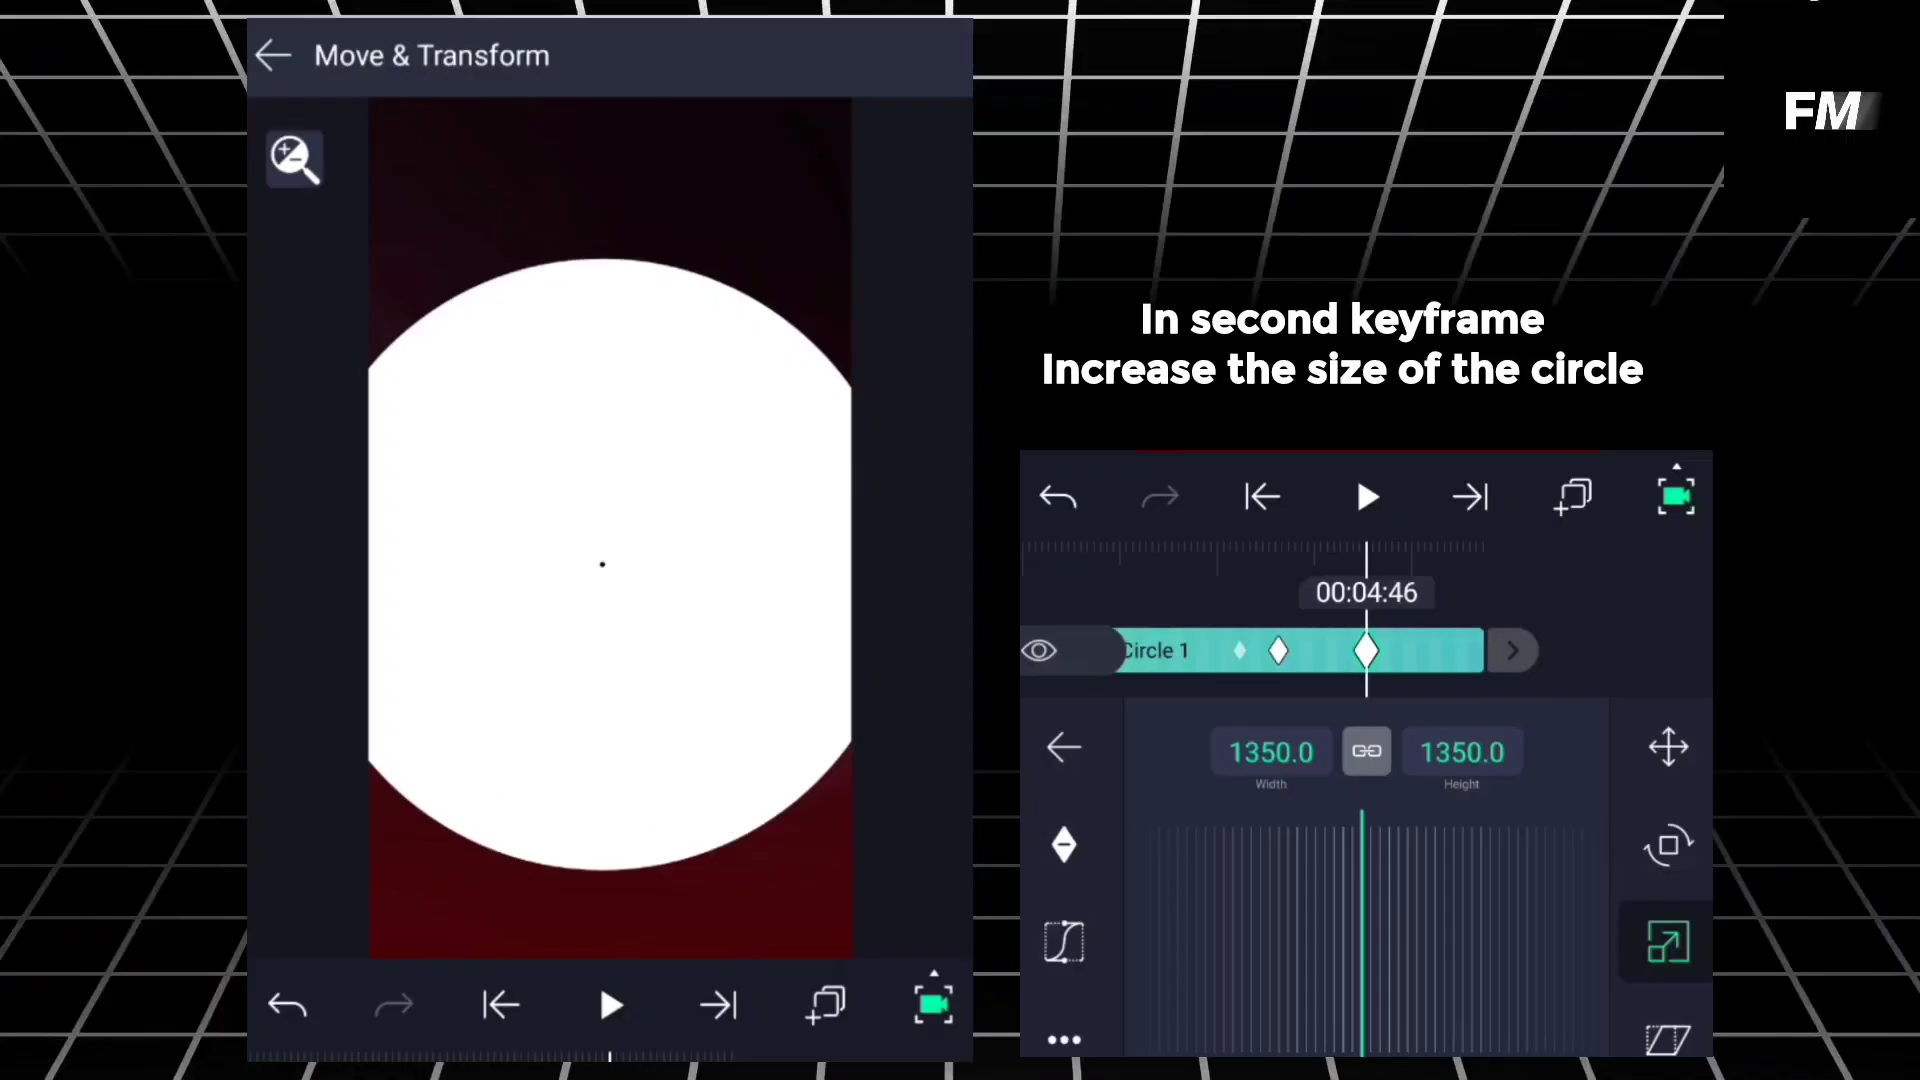 Move & Transform
FM
In second keyframe
Increase the size of the circle
00:04:46
Circle 1
1350.0
1350.0
Width
Height